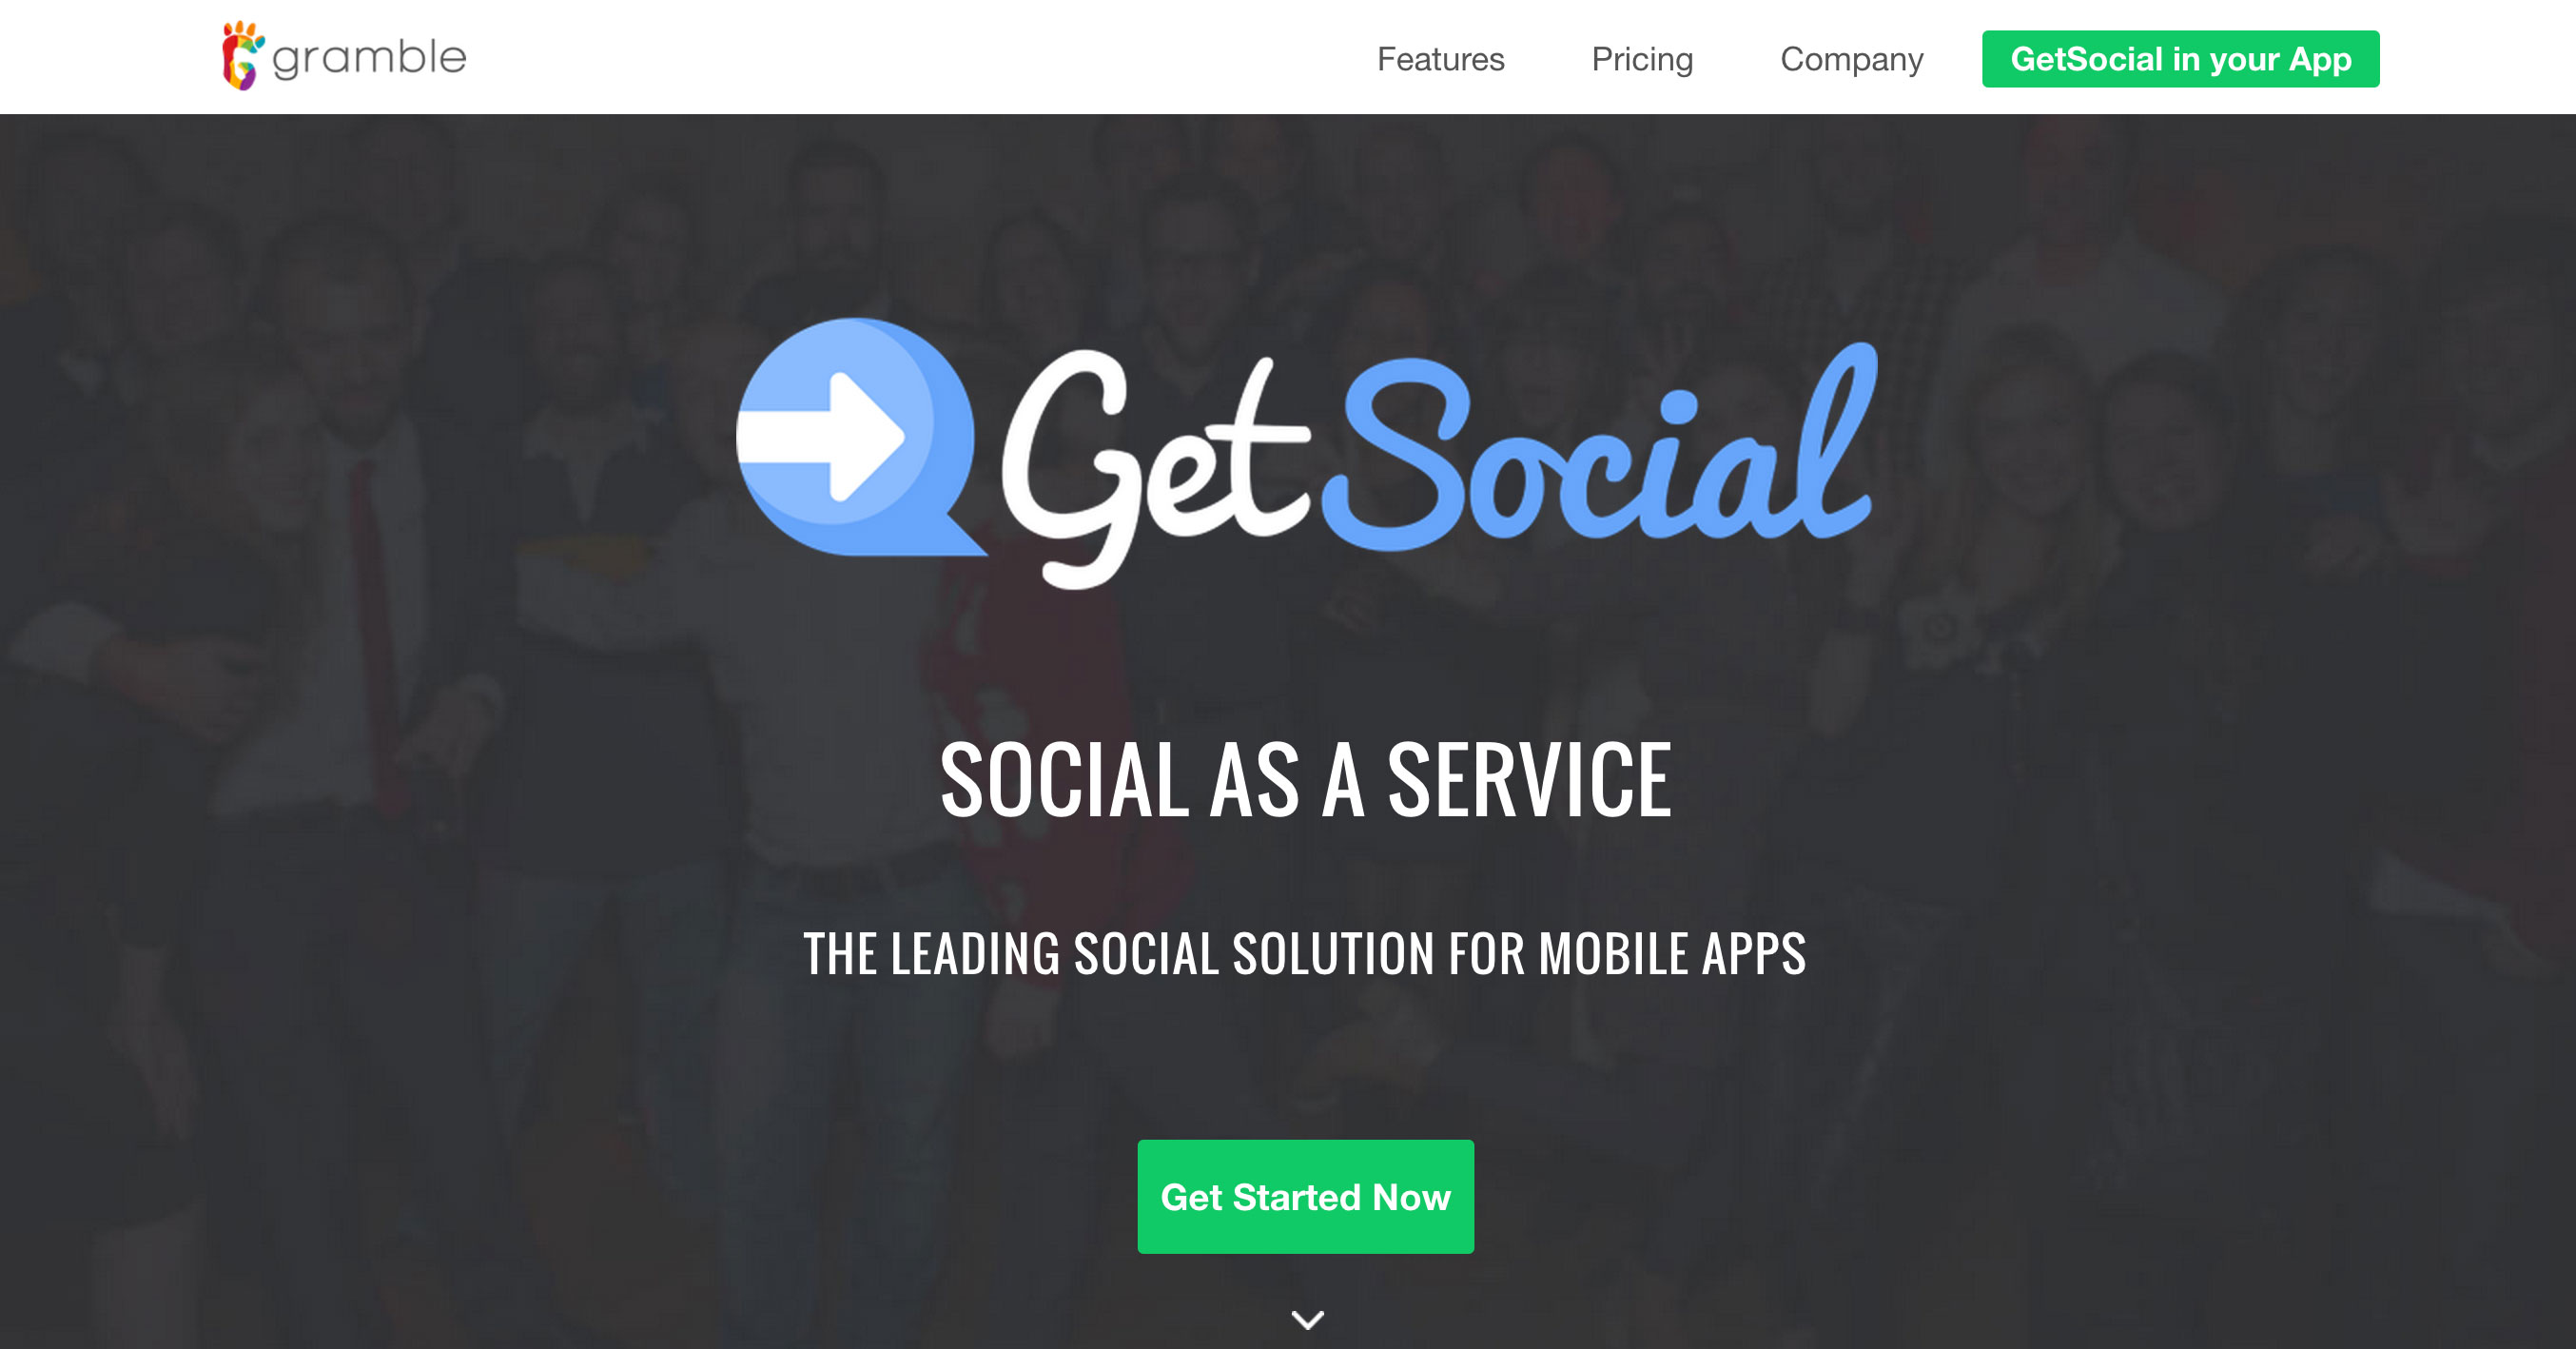 gramble
Features Pricing Company GetSocial in your App
GetSocial
SOCIAL AS A SERVICE
THE LEADING SOCIAL SOLUTION FOR MOBILE APPS
Get Started Now